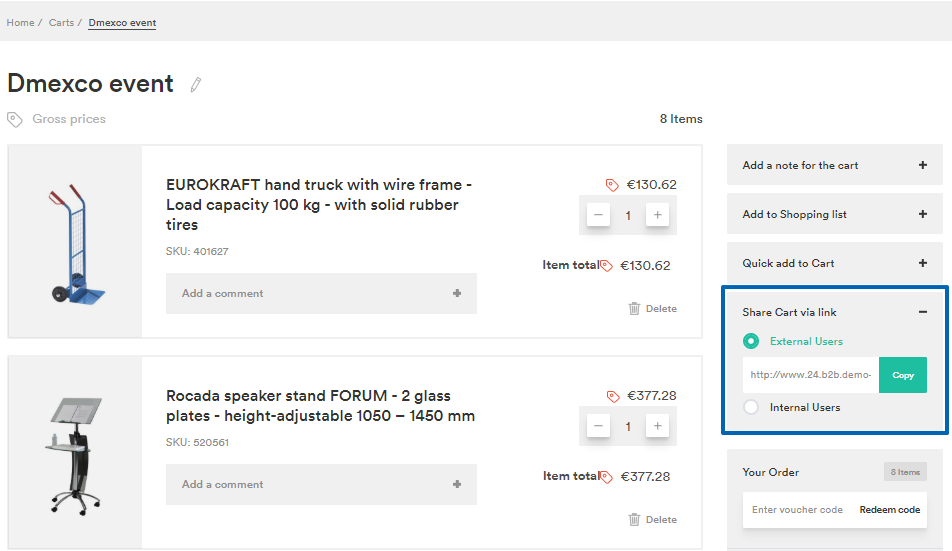 Home / Carts / Dmexco event
Dmexco event
Gross prices
8 Items
EUROKRAFT hand truck with wire frame -
Load capacity 100 kg - with solid rubber
tires
SKU: 401627
Add a comment +
€130.62
− 1 +
Item total €130.62
Delete
Rocada speaker stand FORUM - 2 glass
plates - height-adjustable 1050 – 1450 mm
SKU: 520561
Add a comment +
€377.28
− 1 +
Item total €377.28
Delete
Add a note for the cart +
Add to Shopping list +
Quick add to Cart +
Share Cart via link −
External Users
http://www.24.b2b.demo- Copy
Internal Users
Your Order 8 Items
Enter voucher code Redeem code